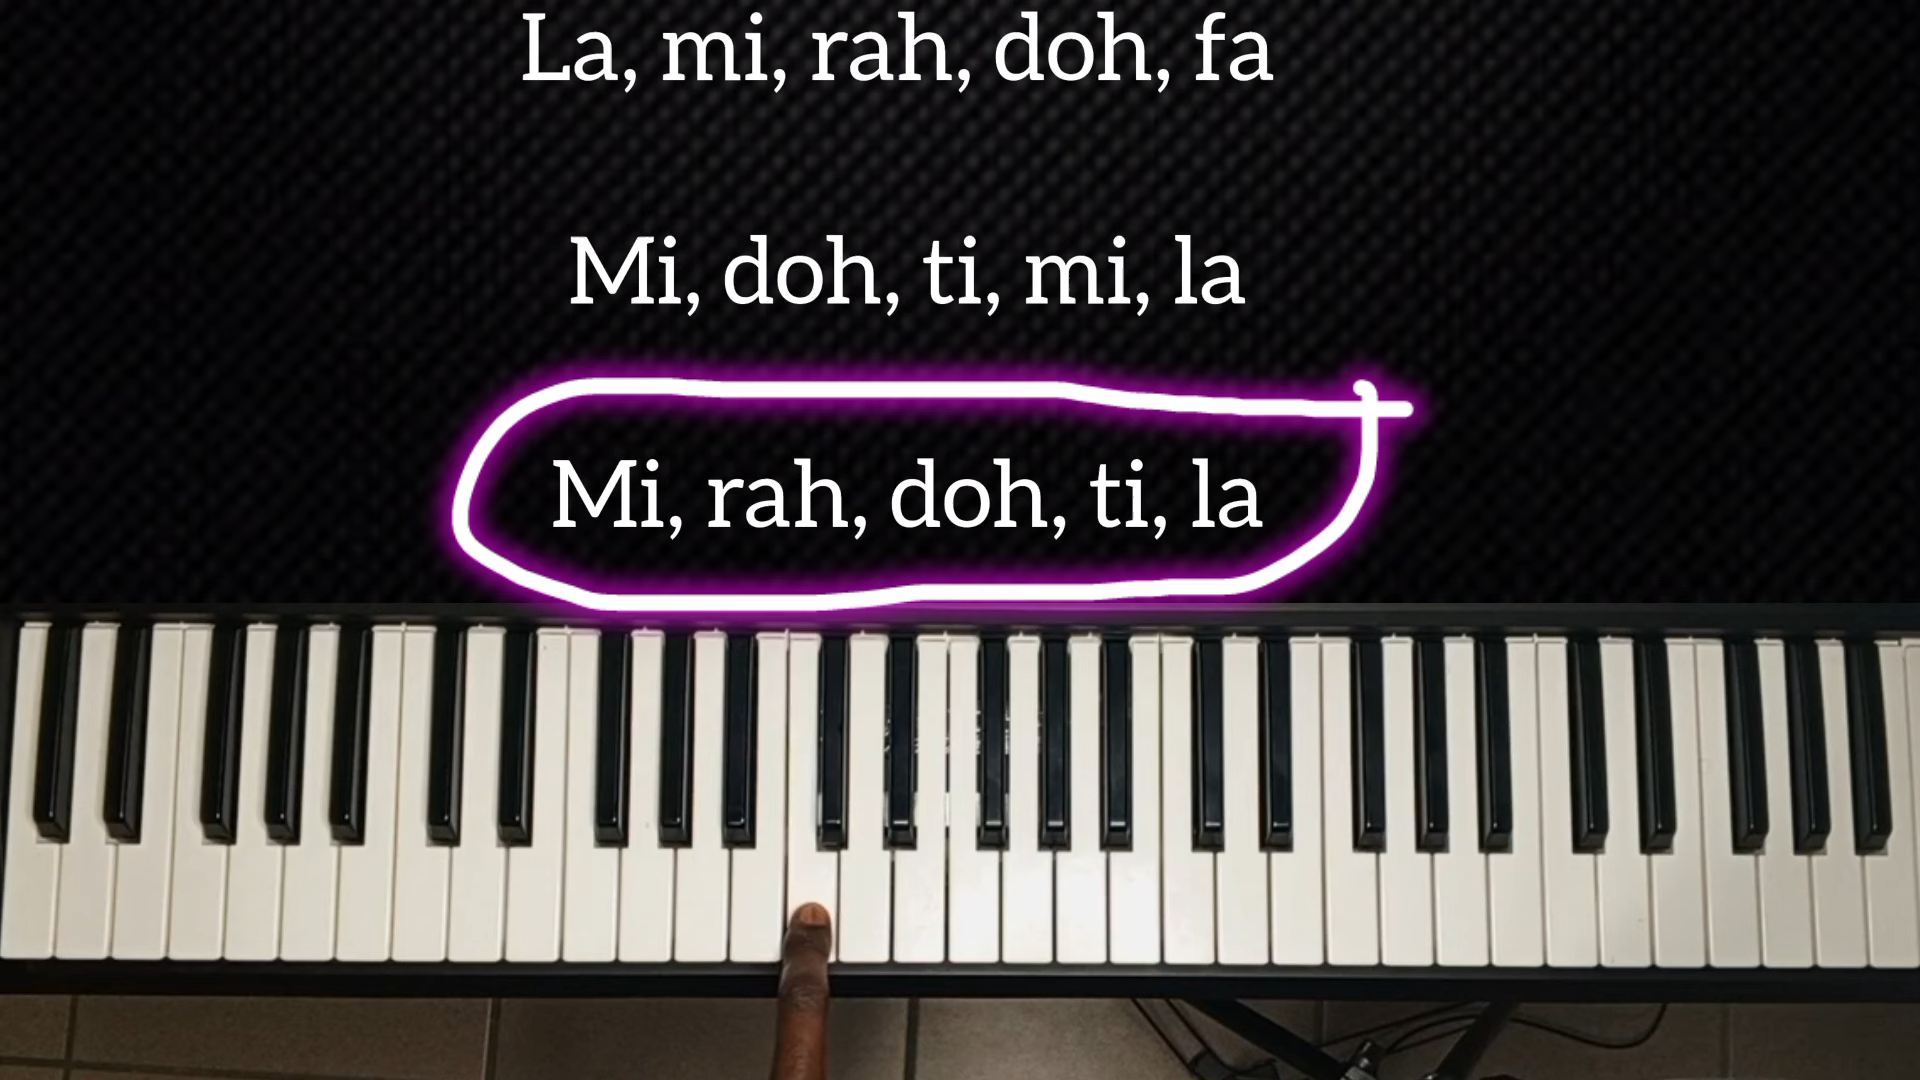 La, mi, rah, doh, fa
Mi, doh, ti, mi, la
Mi, rah, doh, ti, la